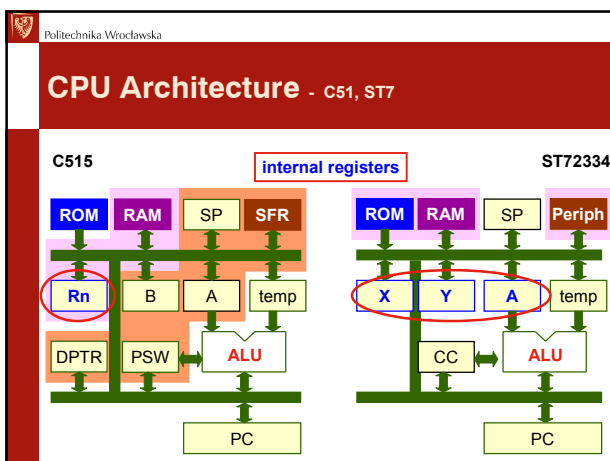 Politechnika Wrocławska
CPU Architecture - C51, ST7
C515
internal registers
ST72334
ROM RAM SP SFR
Rn B A temp
DPTR PSW ALU
PC
ROM RAM SP Periph
X Y A temp
CC ALU
PC